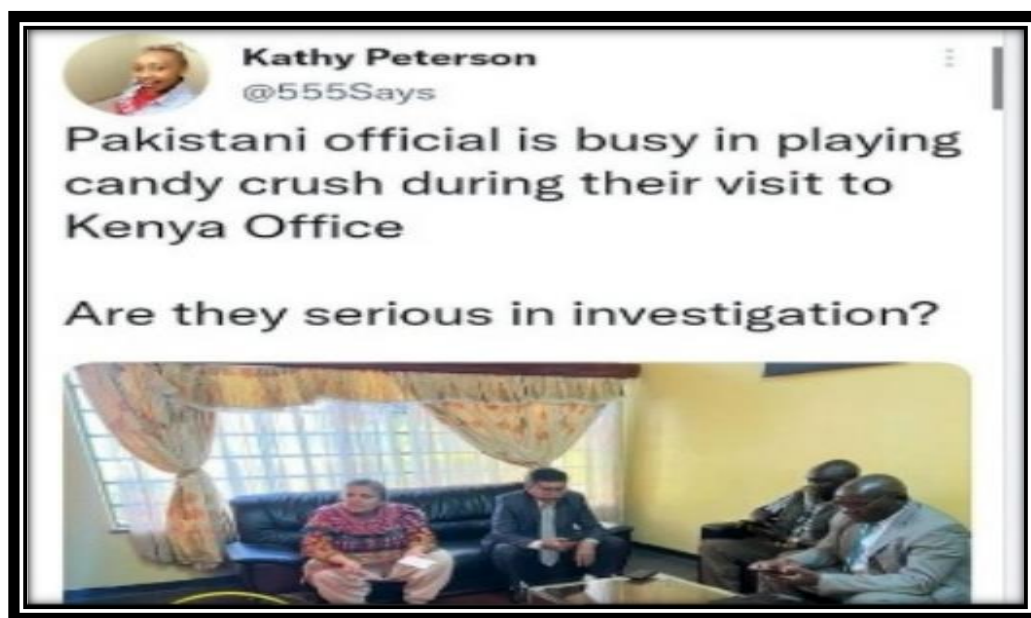 Kathy Peterson
@555Says
Pakistani official is busy in playing
candy crush during their visit to
Kenya Office
Are they serious in investigation?